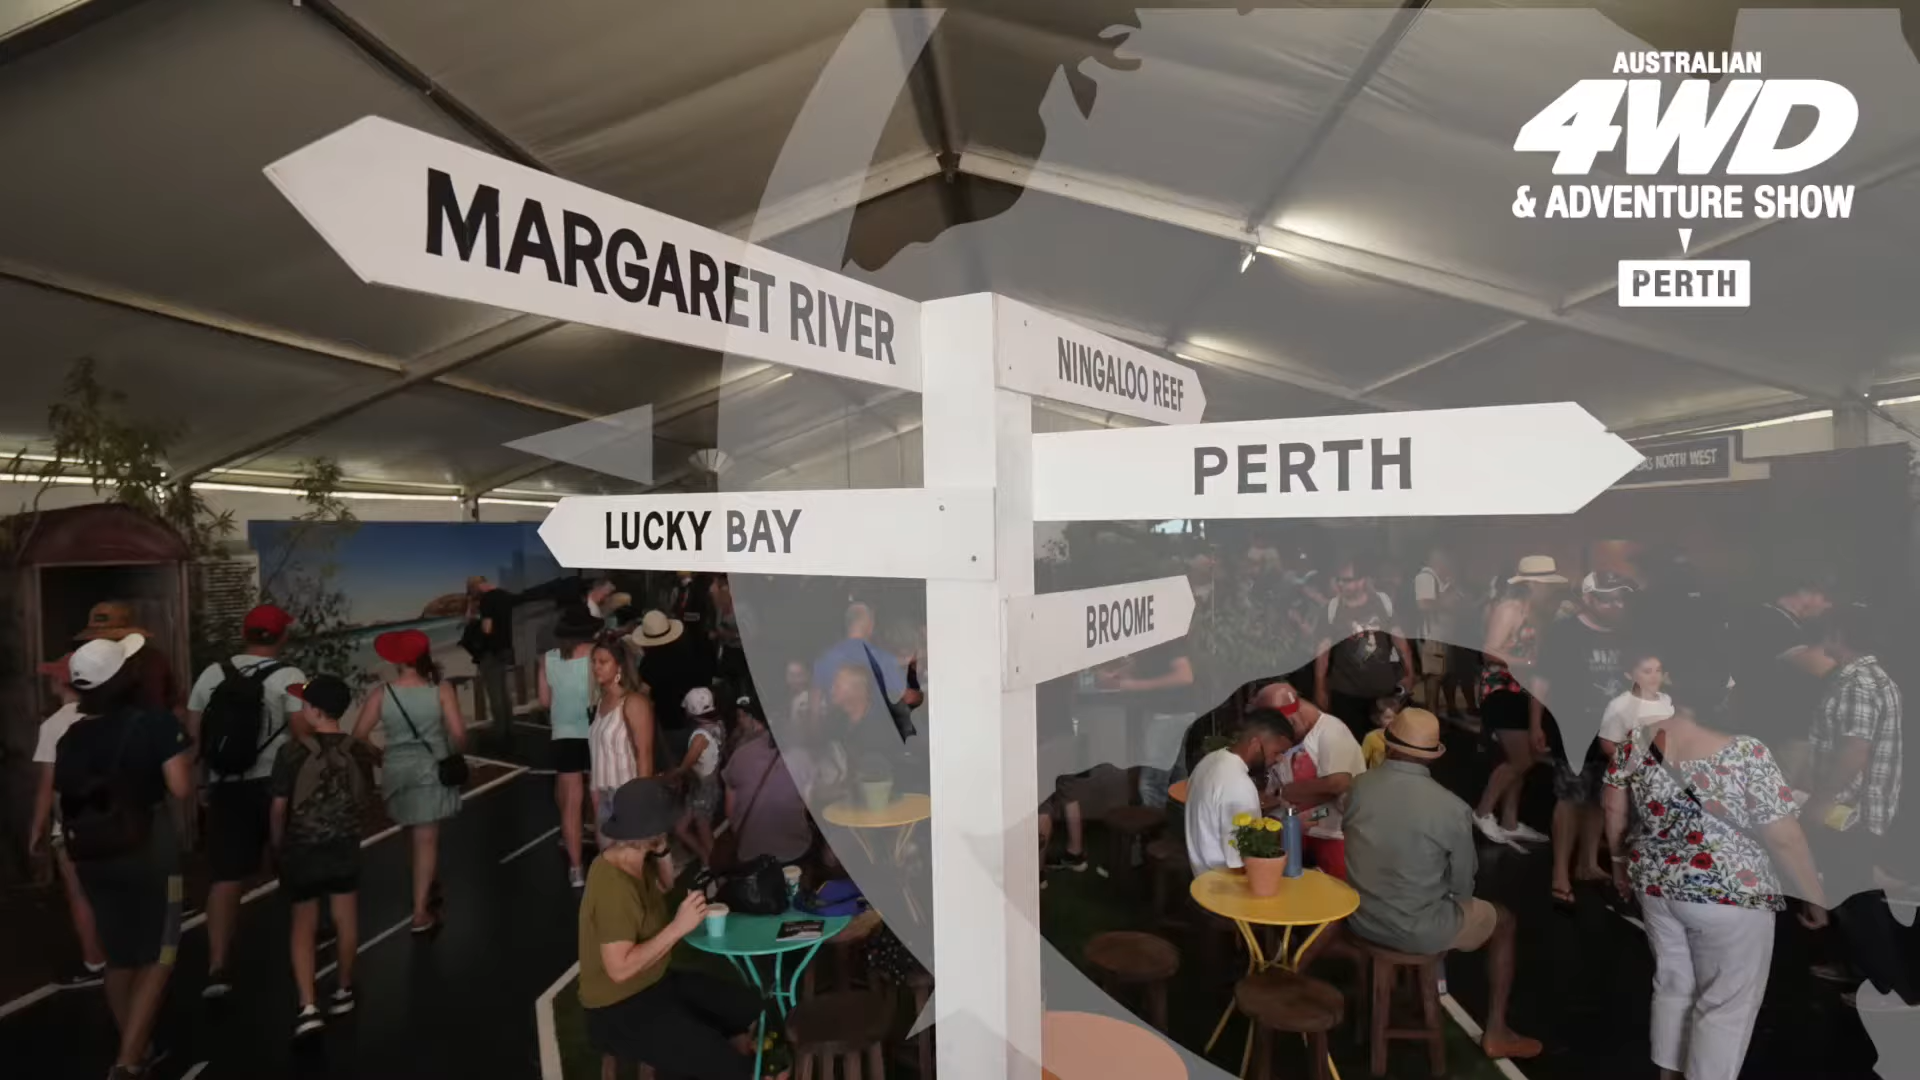 AUSTRALIAN
4WD
& ADVENTURE SHOW
PERTH
MARGARET RIVER
NINGALOO REEF
PERTH
NORTH WEST
LUCKY BAY
BROOME